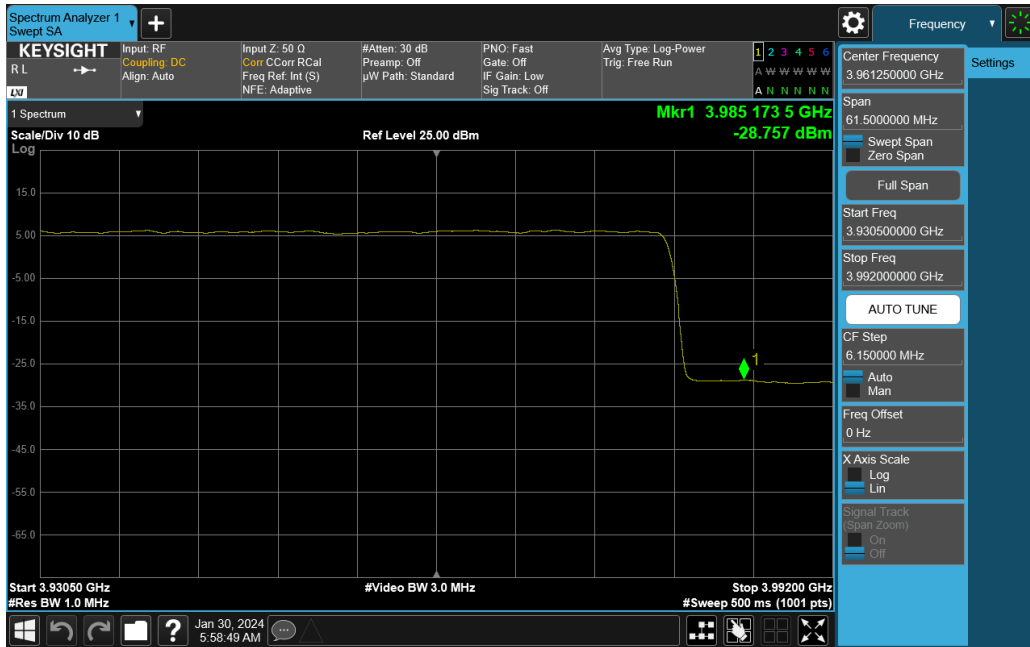 Spectrum Analyzer 1
Swept SA
+
Frequency
KEYSIGHT
R L
LXI
Input: RF
Coupling: DC
Align: Auto
Input Z: 50 Ω
Corr CCorr RCal
Freq Ref: Int (S)
NFE: Adaptive
#Atten: 30 dB
Preamp: Off
µW Path: Standard
PNO: Fast
Gate: Off
IF Gain: Low
Sig Track: Off
Avg Type: Log-Power
Trig: Free Run
1 2 3 4 5 6
A W W W W W
A N N N N N
1 Spectrum
Scale/Div 10 dB
Log
Ref Level 25.00 dBm
Mkr1 3.985 173 5 GHz
-28.757 dBm
15.0
5.00
-5.00
-15.0
-25.0
-35.0
-45.0
-55.0
-65.0
1
Start 3.93050 GHz
#Res BW 1.0 MHz
#Video BW 3.0 MHz
Stop 3.99200 GHz
#Sweep 500 ms (1001 pts)
?
Jan 30, 2024
5:58:49 AM
Center Frequency
3.961250000 GHz
Span
61.5000000 MHz
Swept Span
Zero Span
Full Span
Start Freq
3.930500000 GHz
Stop Freq
3.992000000 GHz
AUTO TUNE
CF Step
6.150000 MHz
Auto
Man
Freq Offset
0 Hz
X Axis Scale
Log
Lin
Signal Track
(Span Zoom)
On
Off
Settings